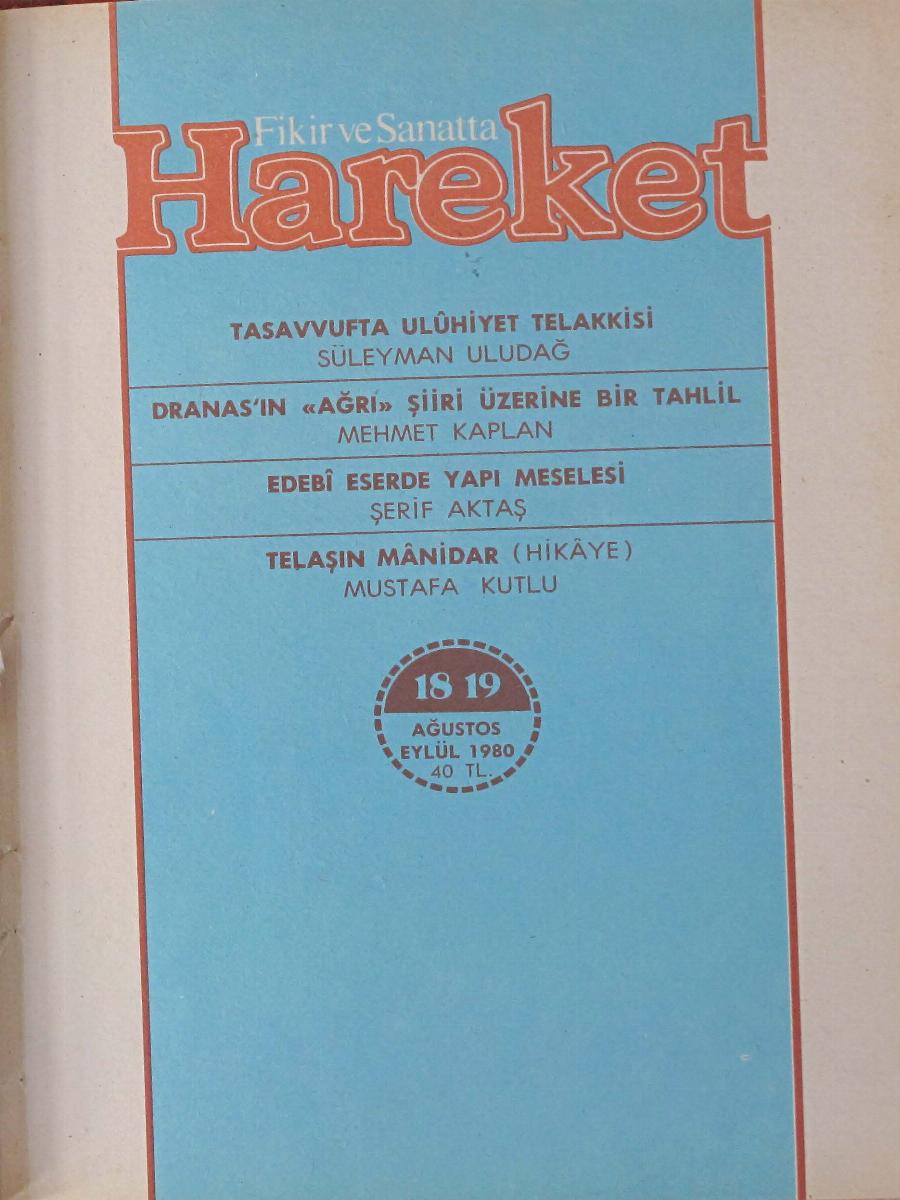 Fikir ve Sanatta
Hareket
TASAVVUFTA ULÛHİYET TELAKKİSİ
SÜLEYMAN ULUDAĞ
DRANAS'IN «AĞRI» ŞİİRİ ÜZERİNE BİR TAHLİL
MEHMET KAPLAN
EDEBÎ ESERDE YAPI MESELESİ
ŞERİF AKTAŞ
TELAŞIN MÂNİDAR (HİKÂYE)
MUSTAFA KUTLU
18 19
AĞUSTOS
EYLÜL 1980
40 TL.